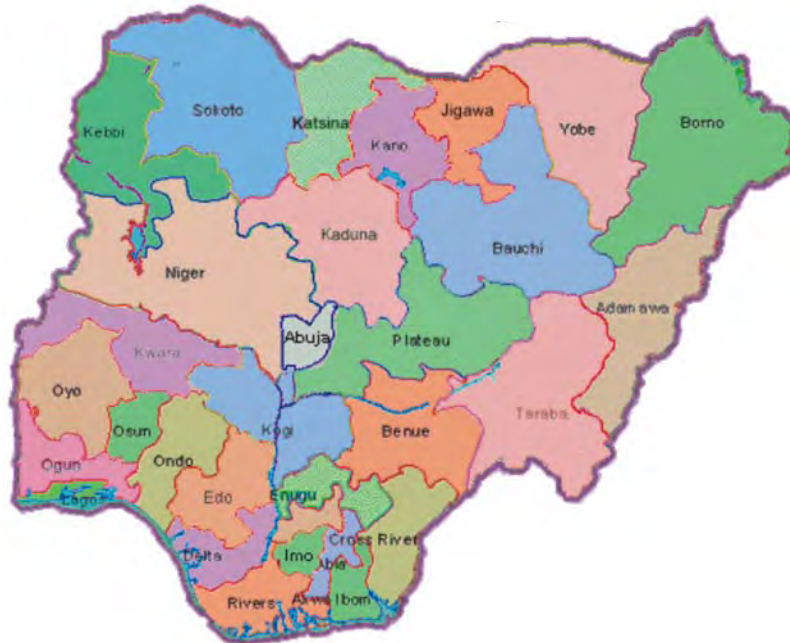 Sokoto
Katsina
Jigawa
Kebbi
Kano
Yobe
Borno
Kaduna
Bauchi
Niger
Adamawa
Abuja
Plateau
Kwara
Oyo
Taraba
Osun
Kogi
Benue
Ogun
Ondo
Edo
Enugu
Lagos
Delta
Imo
Cross River
Abia
Rivers
Ibom